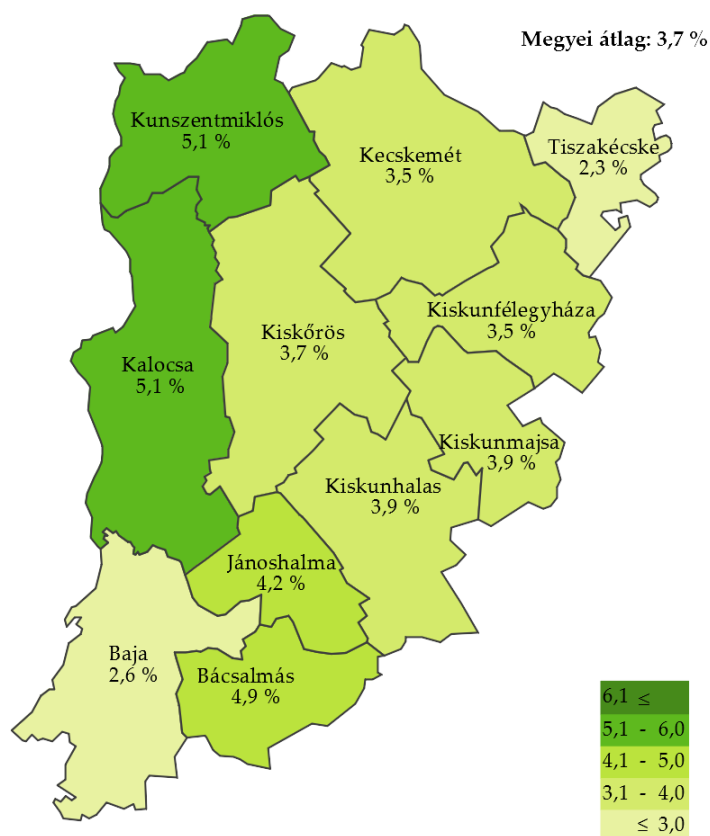 Megyei átlag: 3,7 %
Kunszentmiklós
5,1 %
Kecskemét
3,5 %
Tiszakécske
2,3 %
Kiskunfélegyháza
3,5 %
Kiskőrös
3,7 %
Kalocsa
5,1 %
Kiskunmajsa
3,9 %
Kiskunhalas
3,9 %
Jánoshalma
4,2 %
Baja
2,6 %
Bácsalmás
4,9 %
6,1 ≤
5,1 - 6,0
4,1 - 5,0
3,1 - 4,0
≤ 3,0